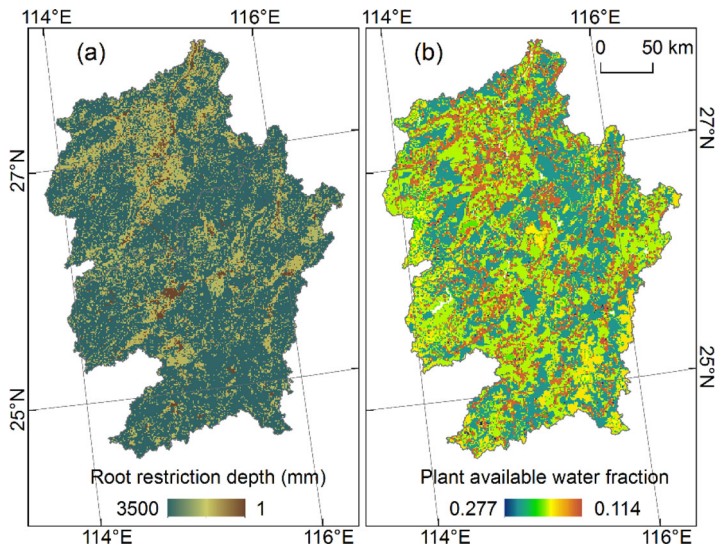 114°E 116°E 114°E 116°E
(a) (b) 0 50 km
27°N 27°N
25°N 25°N
Root restriction depth (mm) Plant available water fraction
3500 1 0.277 0.114
114°E 116°E 114°E 116°E